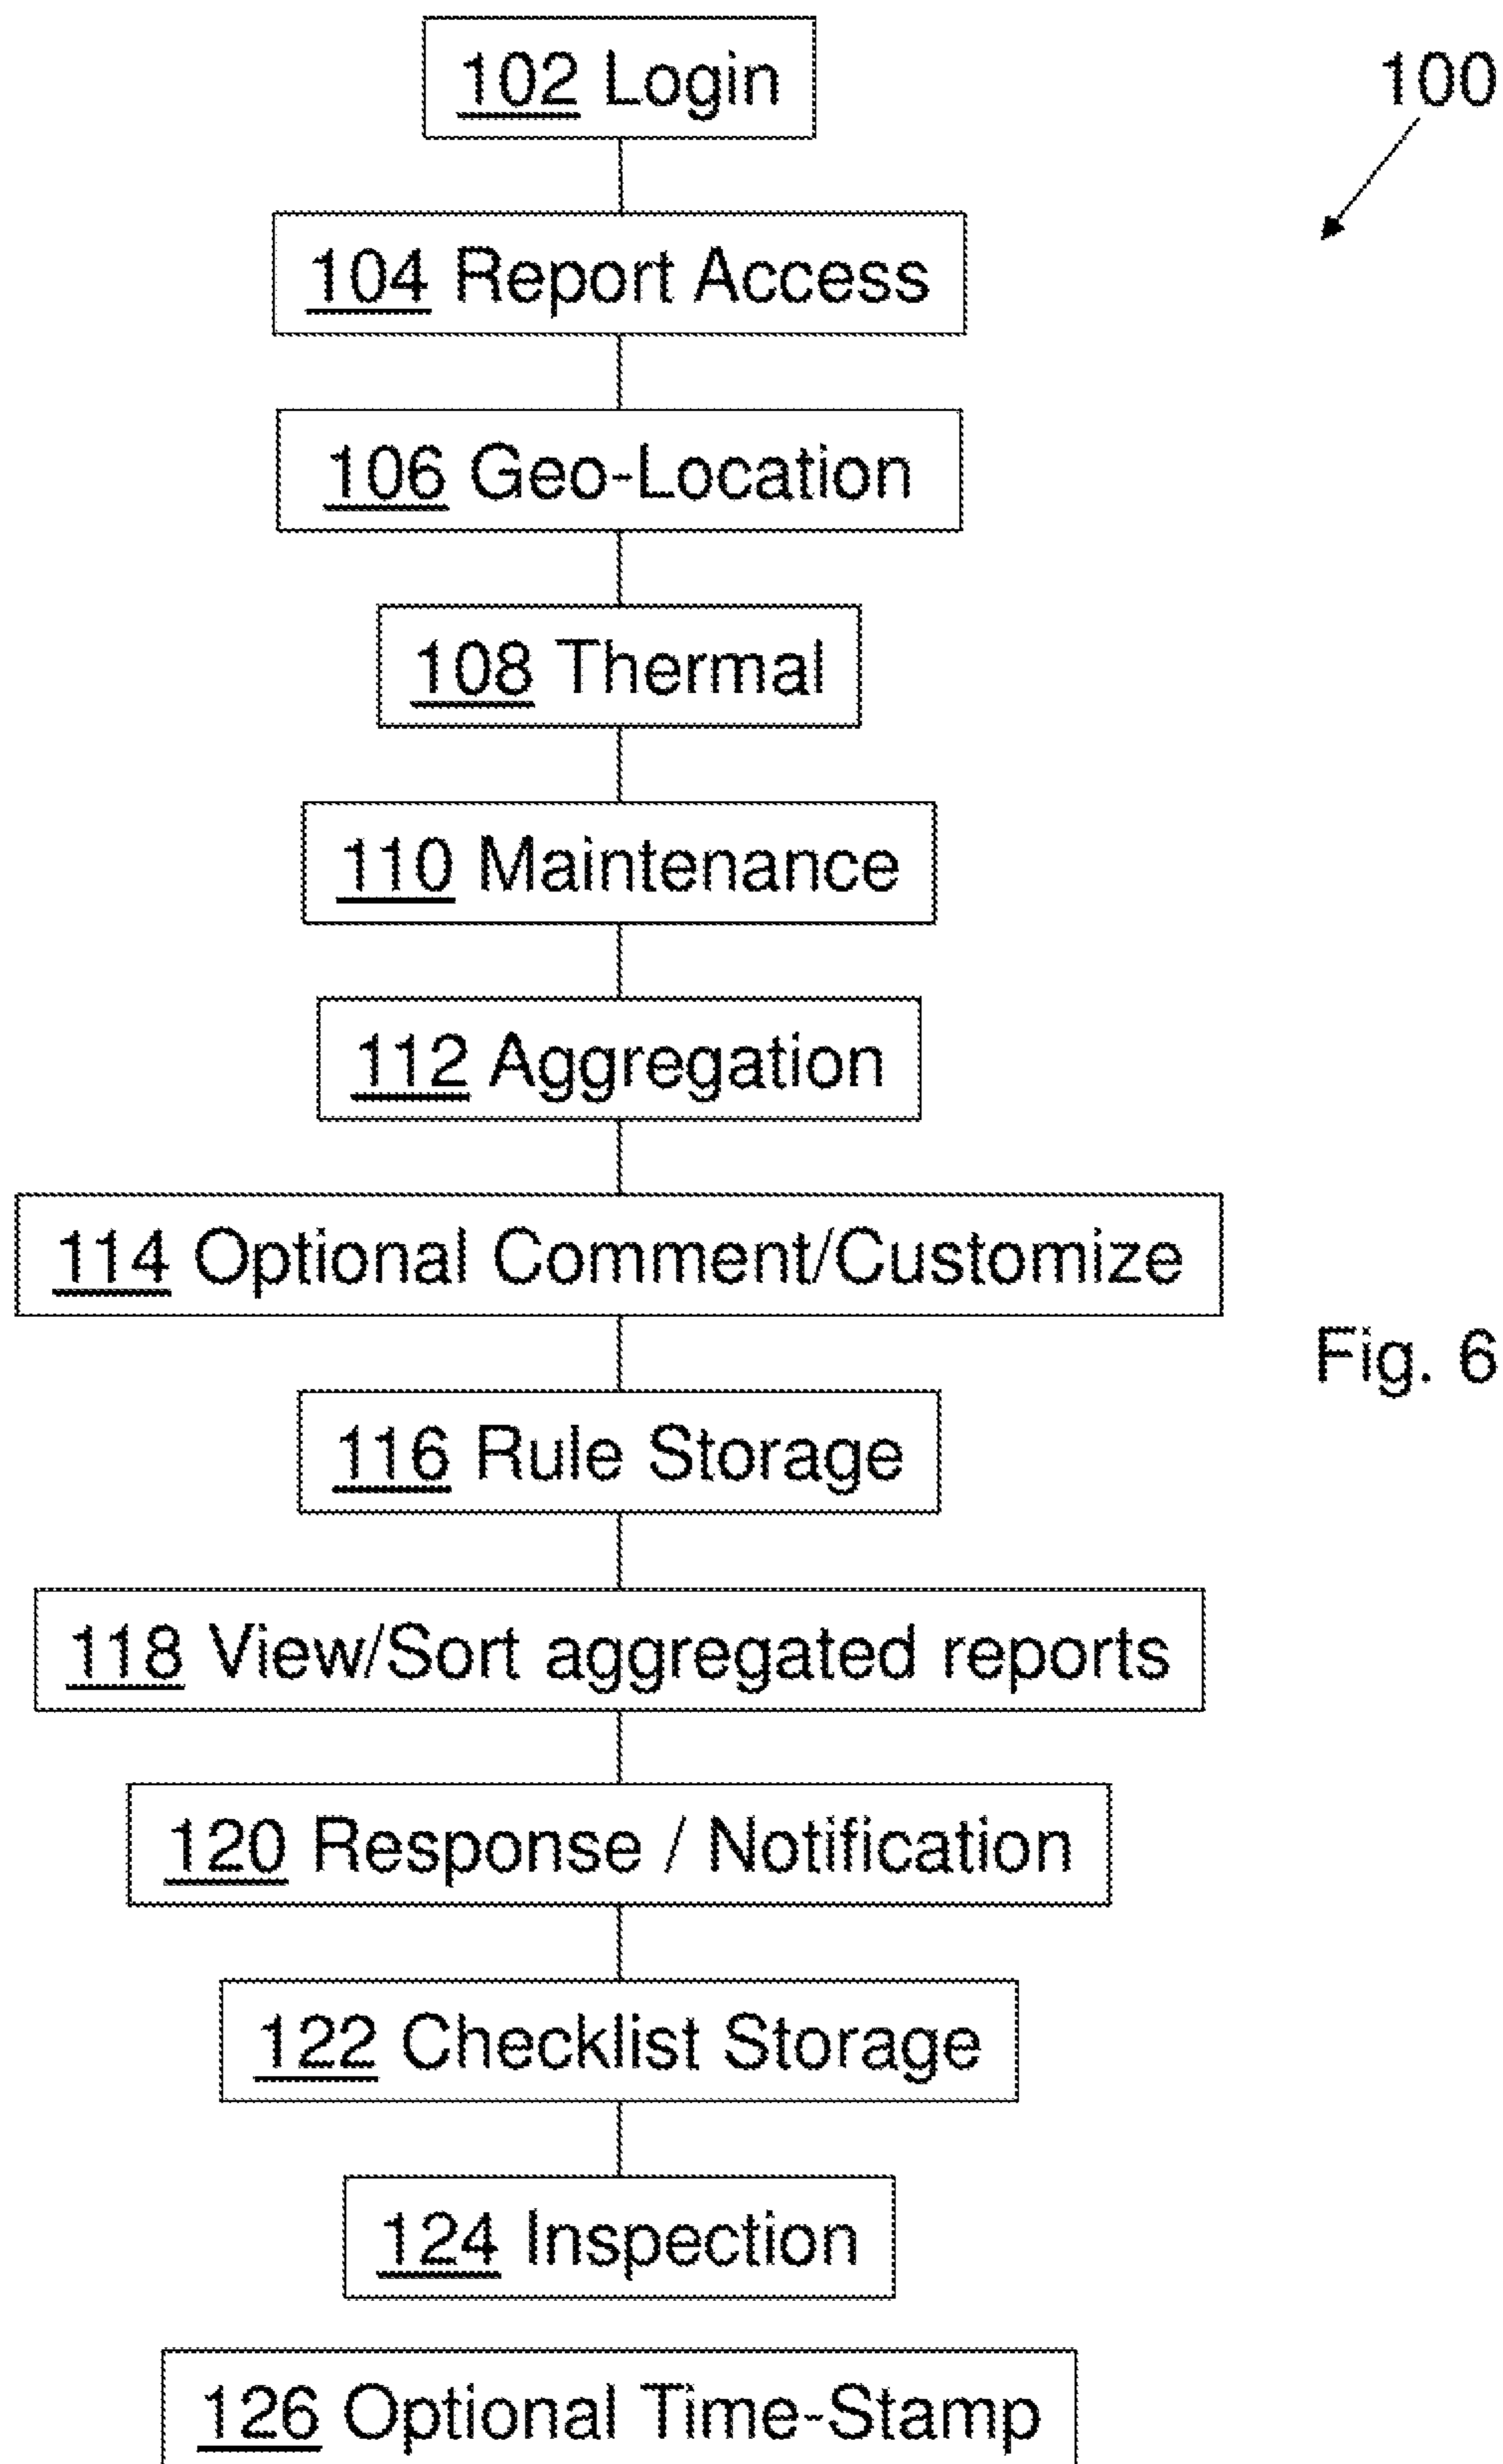 102 Login
100
104 Report Access
106 Geo-Location
108 Thermal
110 Maintenance
112 Aggregation
114 Optional Comment/Customize
Fig. 6
116 Rule Storage
118 View/Sort aggregated reports
120 Response / Notification
122 Checklist Storage
124 Inspection
126 Optional Time-Stamp